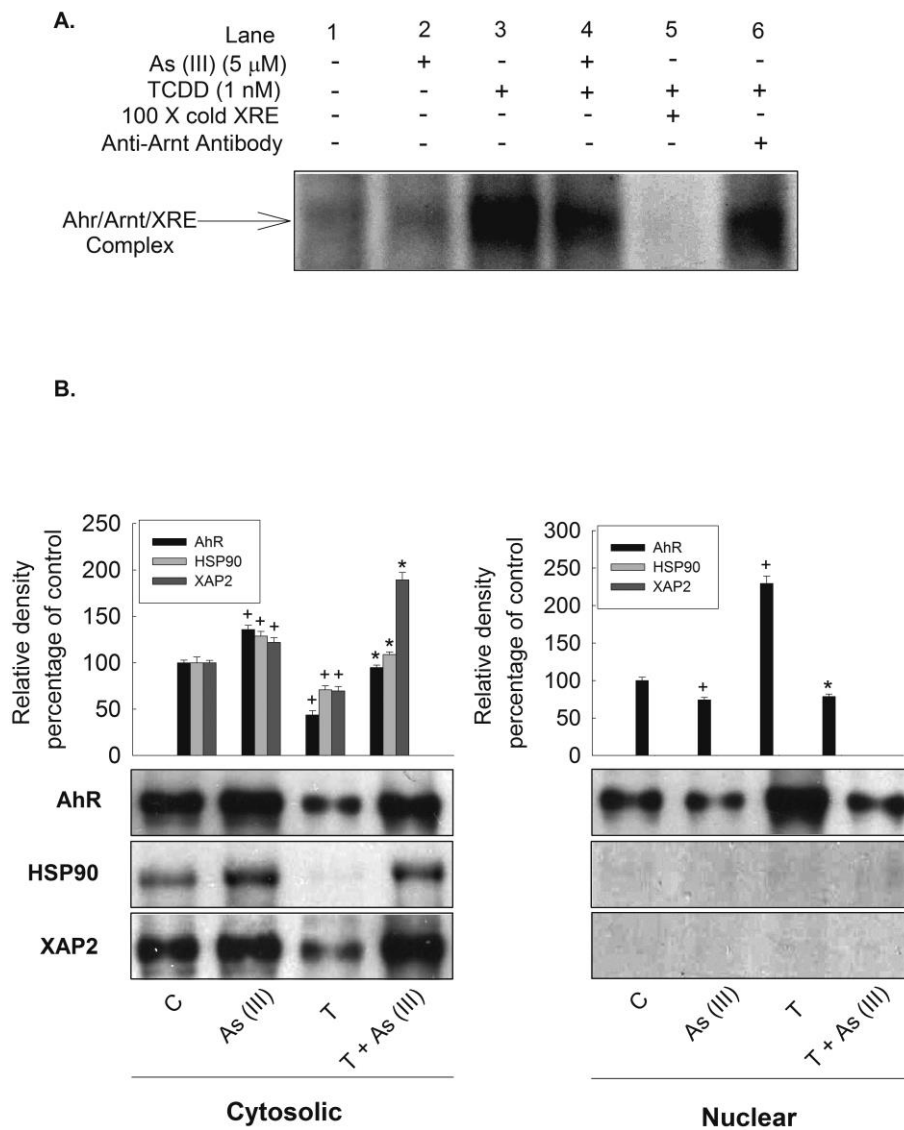 A.
Lane 1 2 3 4 5 6
As (III) (5 μM) - + - + - -
TCDD (1 nM) - - + + + +
100 X cold XRE - - - - + -
Anti-Arnt Antibody - - - - - +
Ahr/Arnt/XRE
Complex
B.
Relative density
percentage of control
250
200
150
100
50
0
AhR
HSP90
XAP2
+ + +
+ + +
* * *
Relative density
percentage of control
300
250
200
150
100
50
0
AhR
HSP90
XAP2
+
+
*
AhR
HSP90
XAP2
C As (III) T T + As (III)
C As (III) T T + As (III)
Cytosolic
Nuclear